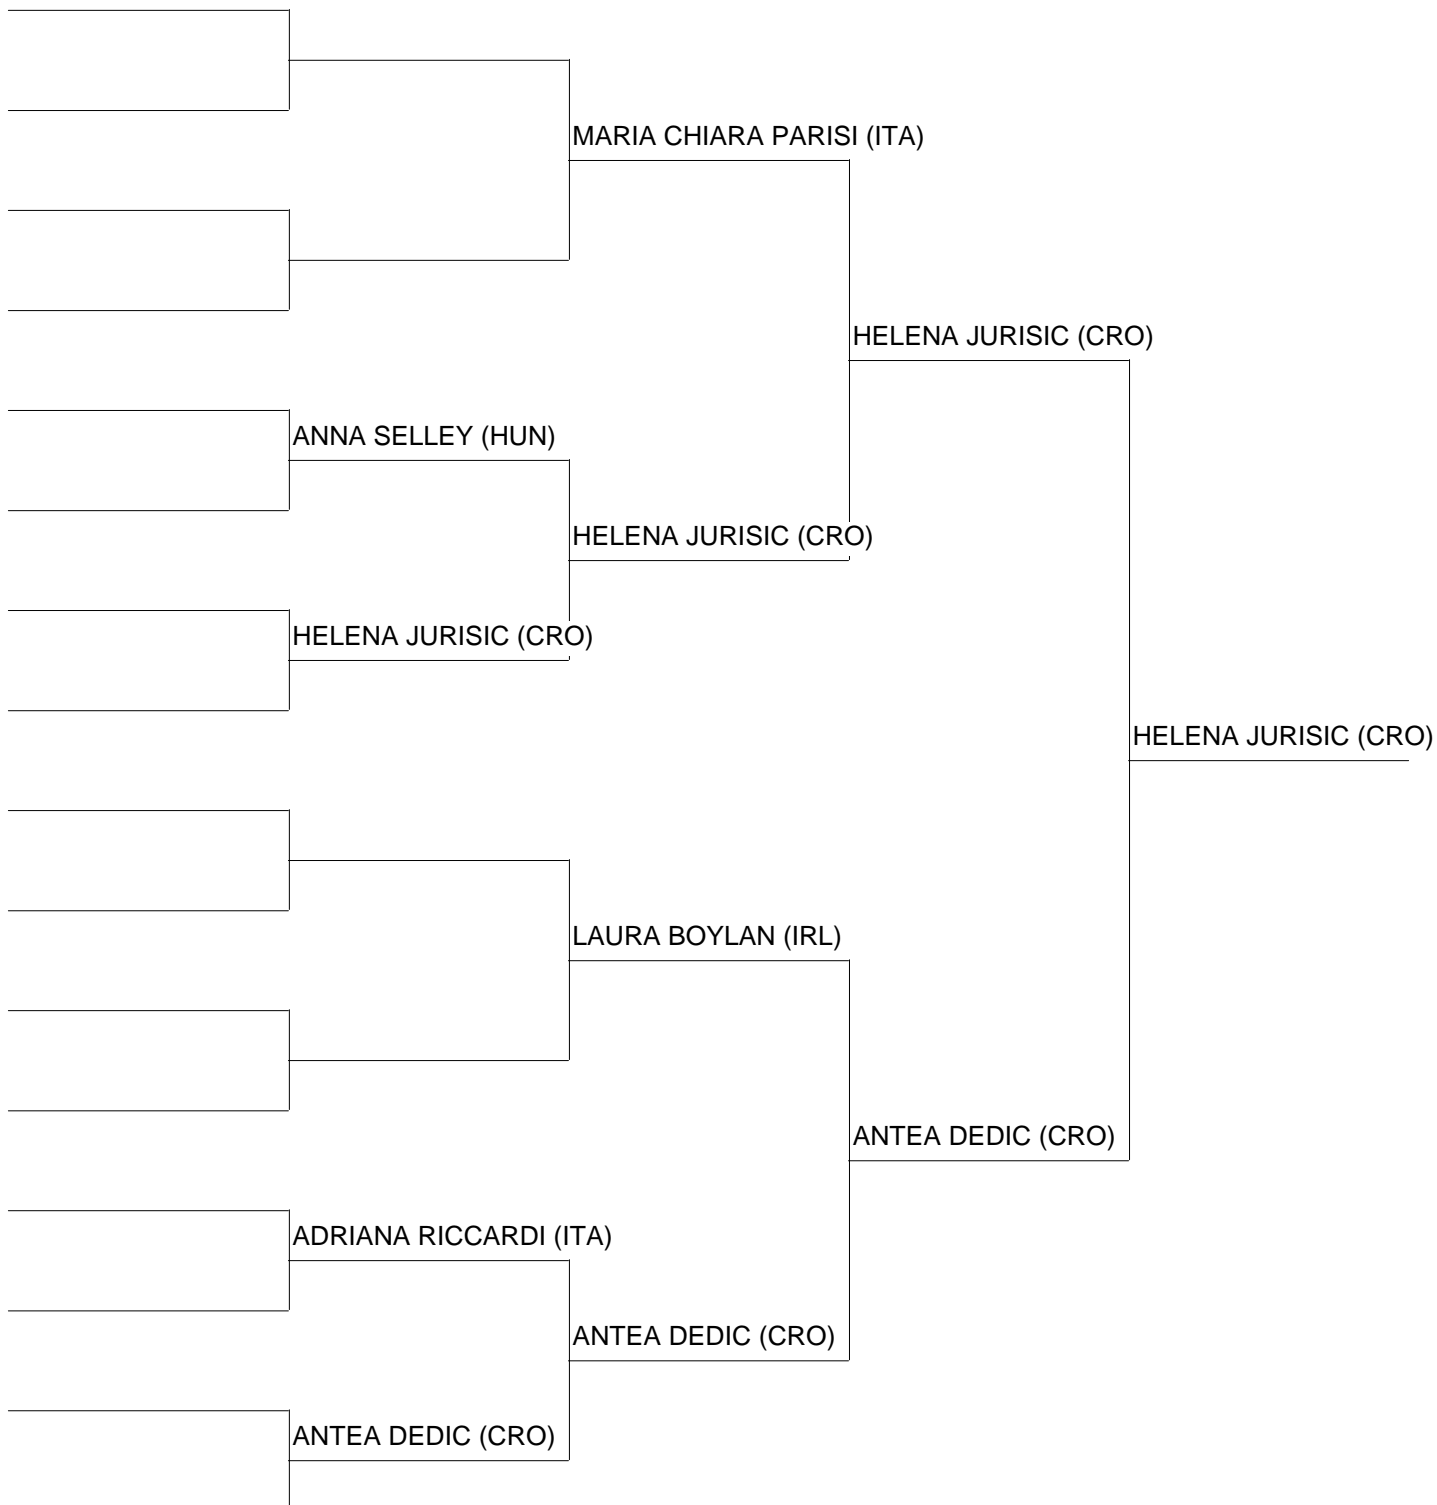 MARIA CHIARA PARISI (ITA)
HELENA JURISIC (CRO)
ANNA SELLEY (HUN)
HELENA JURISIC (CRO)
HELENA JURISIC (CRO)
HELENA JURISIC (CRO)
LAURA BOYLAN (IRL)
ANTEA DEDIC (CRO)
ADRIANA RICCARDI (ITA)
ANTEA DEDIC (CRO)
ANTEA DEDIC (CRO)